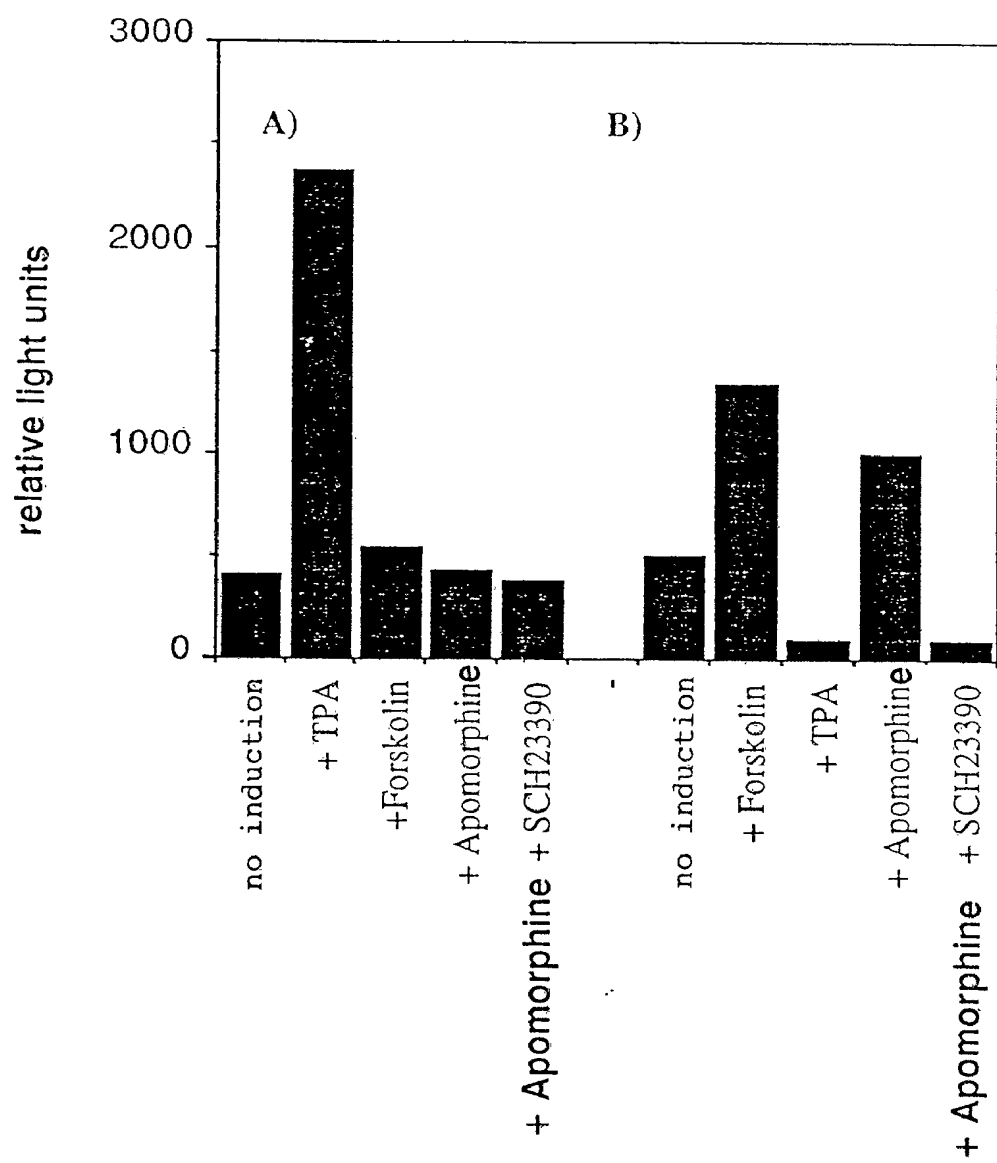 3000
A)
B)
2000
1000
0
relative light units
no induction
+ TPA
+Forskolin
+ Apomorphine
+ Apomorphine + SCH23390
-
no induction
+ Forskolin
+ TPA
+ Apomorphine
+ Apomorphine + SCH23390